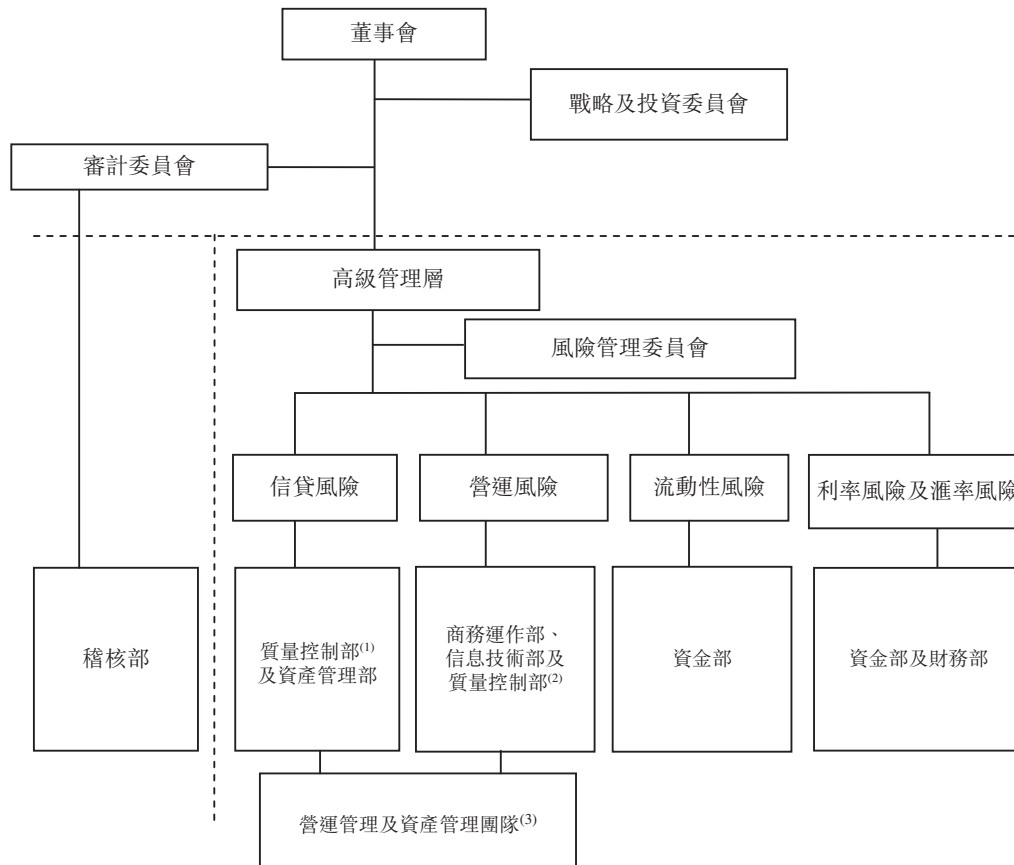 董事會
戰略及投資委員會
審計委員會
高級管理層
風險管理委員會
信貸風險
營運風險
流動性風險
利率風險及滙率風險
稽核部
質量控制部(1)
及資產管理部
商務運作部、
信息技術部及
質量控制部(2)
資金部
資金部及財務部
營運管理及資產管理團隊(3)